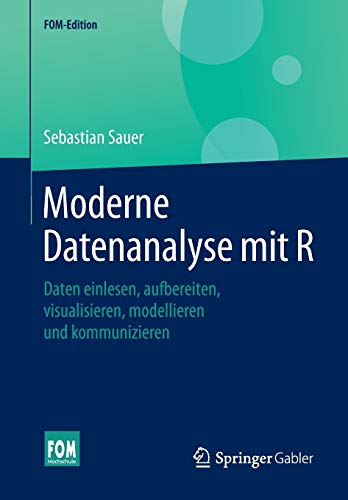 FOM-Edition
Sebastian Sauer
Moderne
Datenanalyse mit R
Daten einlesen, aufbereiten,
visualisieren, modellieren
und kommunizieren
FOM
Hochschule
Springer Gabler